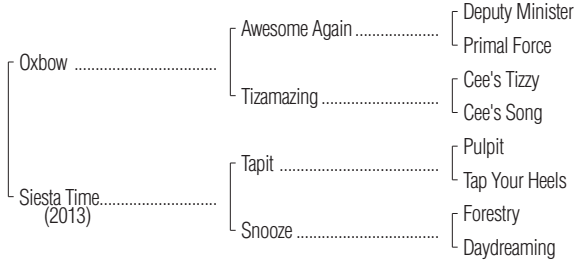 Deputy Minister
Awesome Again ..................
Primal Force
Oxbow ...............................
Cee's Tizzy
Tizamazing .........................
Cee's Song
Pulpit
Tapit ..................................
Tap Your Heels
Siesta Time.........................
(2013)
Forestry
Snooze ..............................
Daydreaming